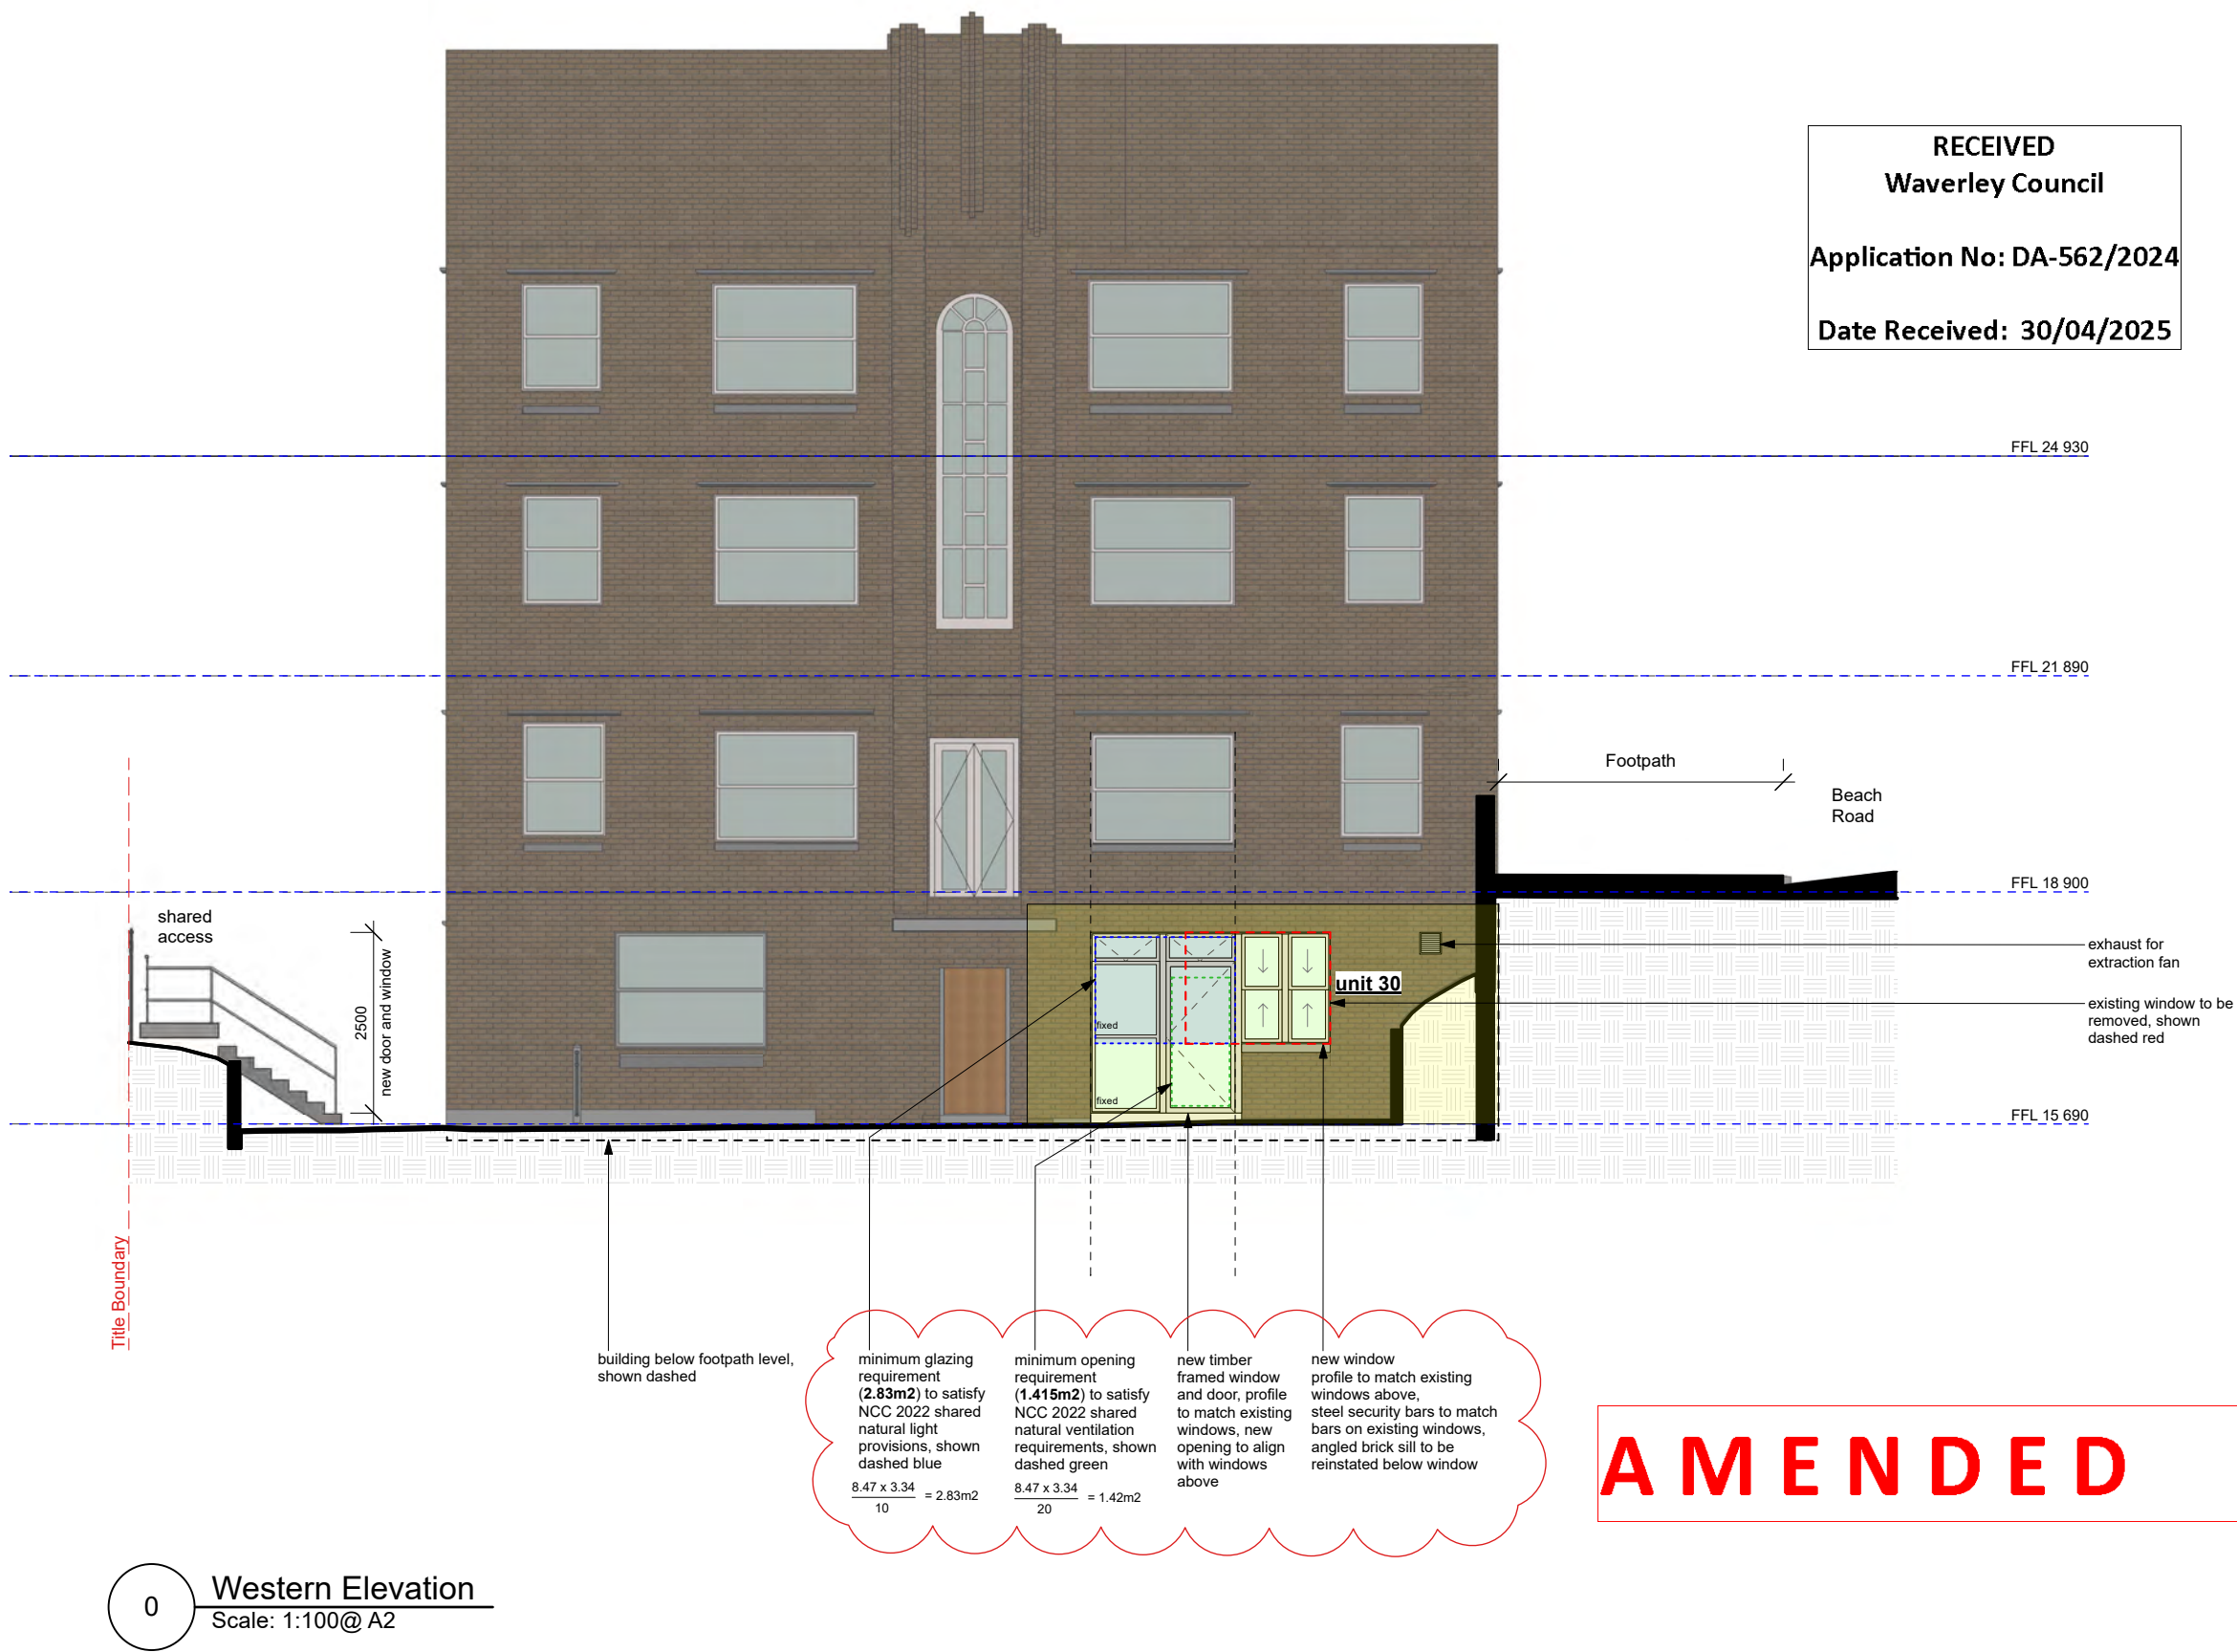 RECEIVED
Waverley Council
Application No: DA-562/2024
Date Received: 30/04/2025
FFL 24 930
FFL 21 890
Footpath
Beach
Road
FFL 18 900
shared
access
2500
new door and window
exhaust for
extraction fan
unit 30
existing window to be
removed, shown
dashed red
fixed
fixed
FFL 15 690
Title Boundary
building below footpath level,
shown dashed
minimum glazing
requirement
(2.83m2) to satisfy
NCC 2022 shared
natural light
provisions, shown
dashed blue
8.47 x 3.34
10
= 2.83m2
minimum opening
requirement
(1.415m2) to satisfy
NCC 2022 shared
natural ventilation
requirements, shown
dashed green
8.47 x 3.34
20
= 1.42m2
new timber
framed window
and door, profile
to match existing
windows, new
opening to align
with windows
above
new window
profile to match existing
windows above,
steel security bars to match
bars on existing windows,
angled brick sill to be
reinstated below window
AMENDED
0
Western Elevation
Scale: 1:100@ A2